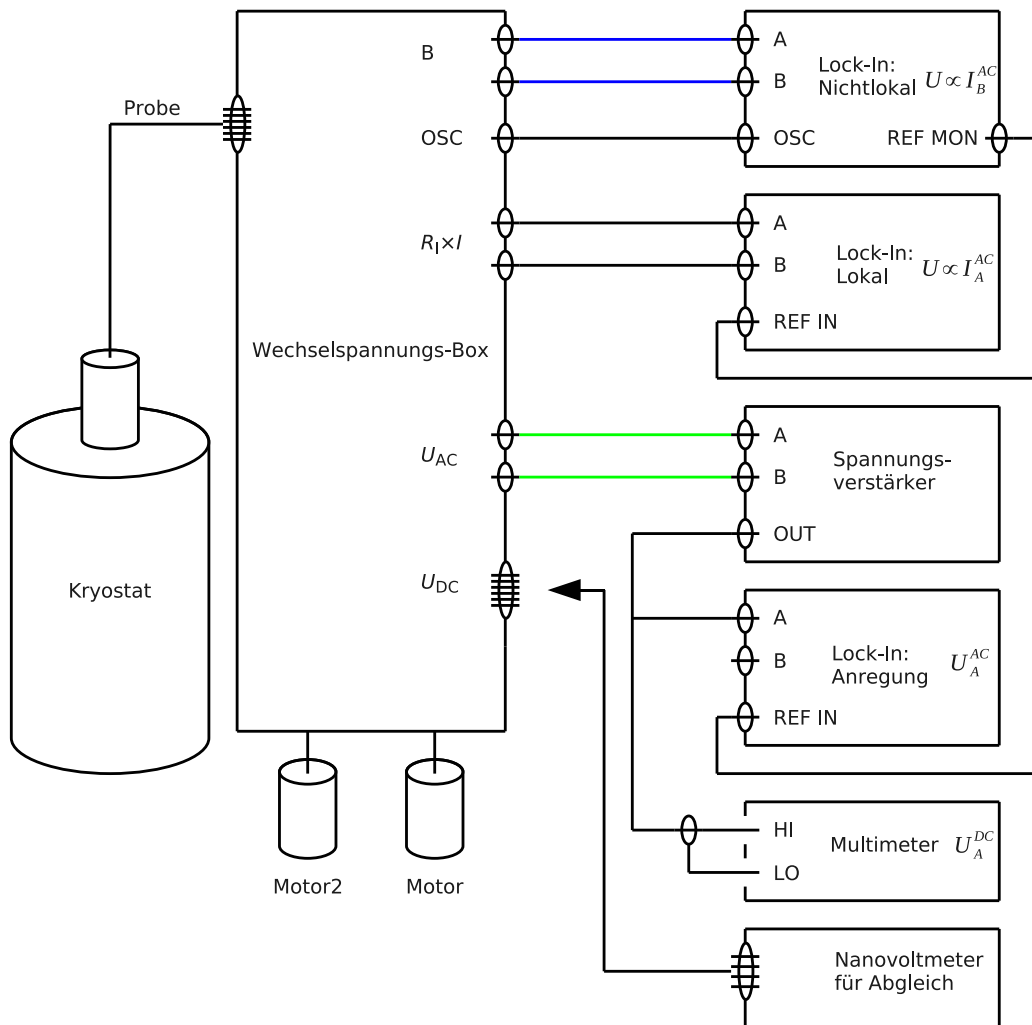 Probe
Kryostat
B
OSC
R_I×I
Wechselspannungs-Box
U_AC
U_DC
Motor2
Motor
A
B
OSC
Lock-In:
Nichtlokal U ∝ I_B^AC
REF MON
A
B
REF IN
Lock-In:
Lokal U ∝ I_A^AC
A
B
OUT
Spannungs-
verstärker
A
B
REF IN
Lock-In:
Anregung U_A^AC
HI
LO
Multimeter U_A^DC
Nanovoltmeter
für Abgleich